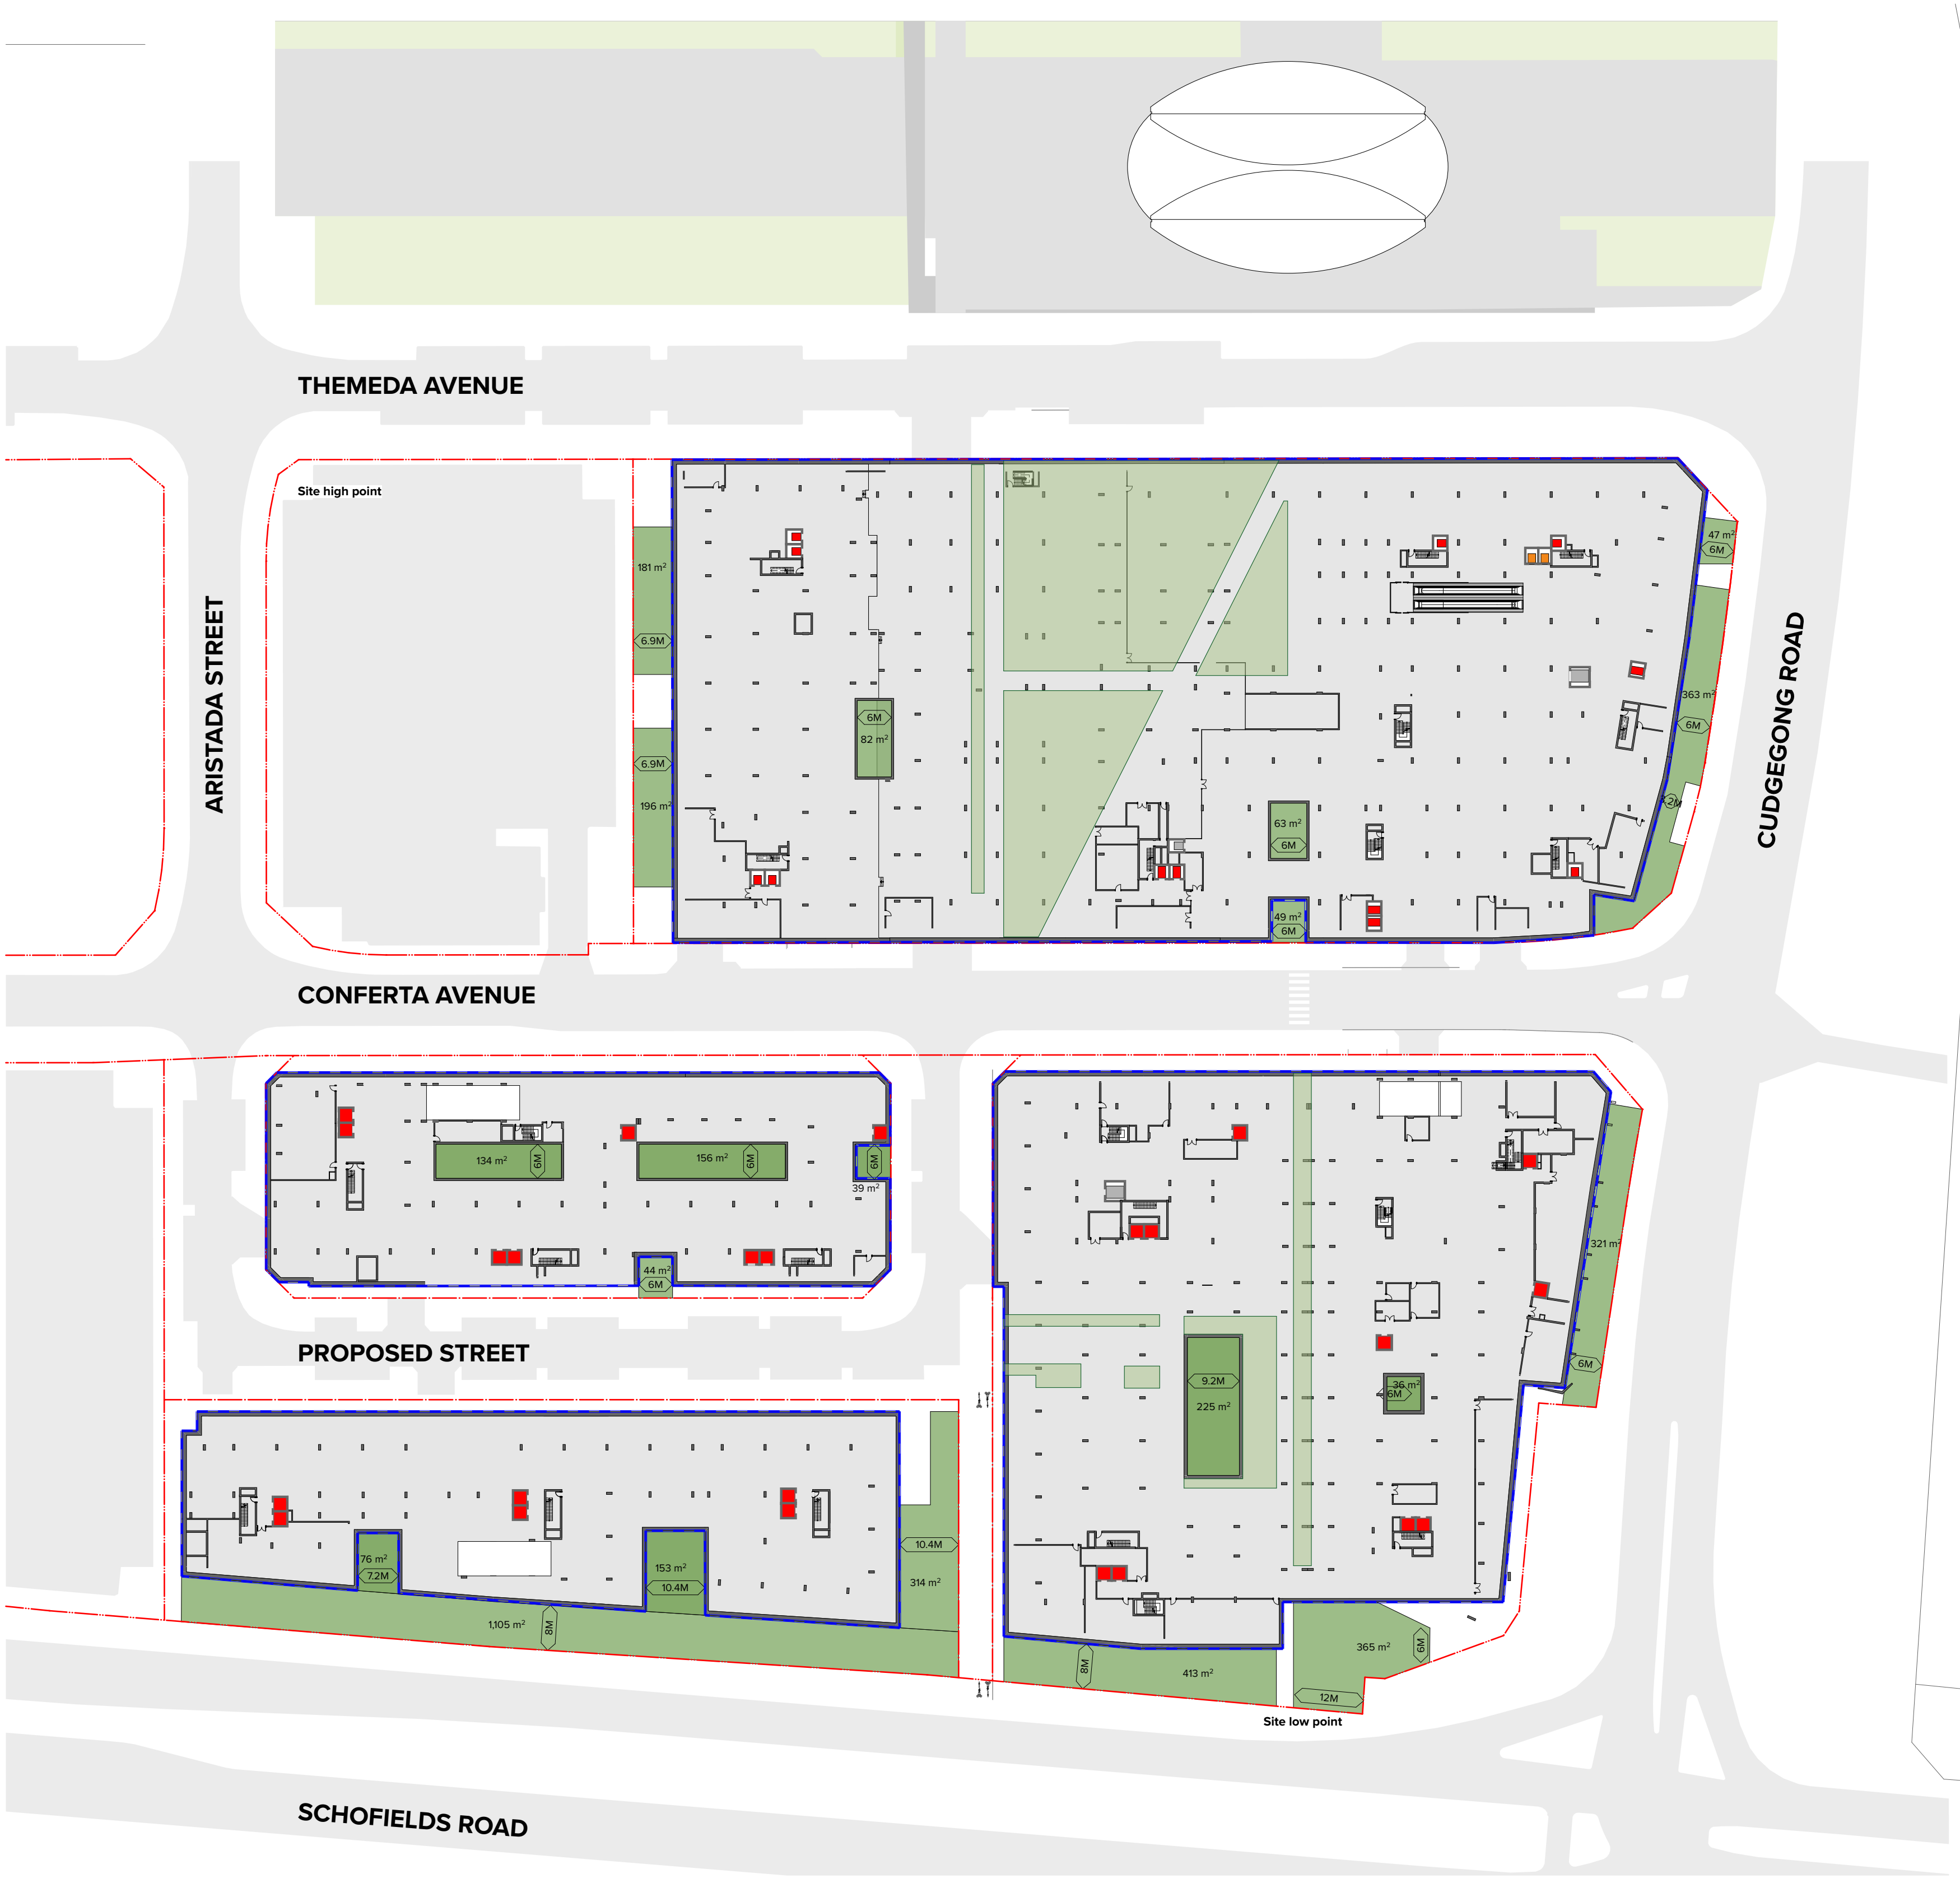 THEMEDA AVENUE
Site high point
ARISTADA STREET
CUDGEGONG ROAD
47 m²
6M
181 m²
6.9M
363 m²
6M
6M
82 m²
6.9M
196 m²
63 m²
6M
49 m²
6M
CONFERTA AVENUE
134 m²
6M
156 m²
6M
6M
39 m²
44 m²
6M
321 m²
6M
PROPOSED STREET
9.2M
225 m²
36 m²
6M
76 m²
7.2M
153 m²
10.4M
10.4M
314 m²
1,105 m²
8M
8M
413 m²
365 m²
6M
12M
Site low point
SCHOFIELDS ROAD